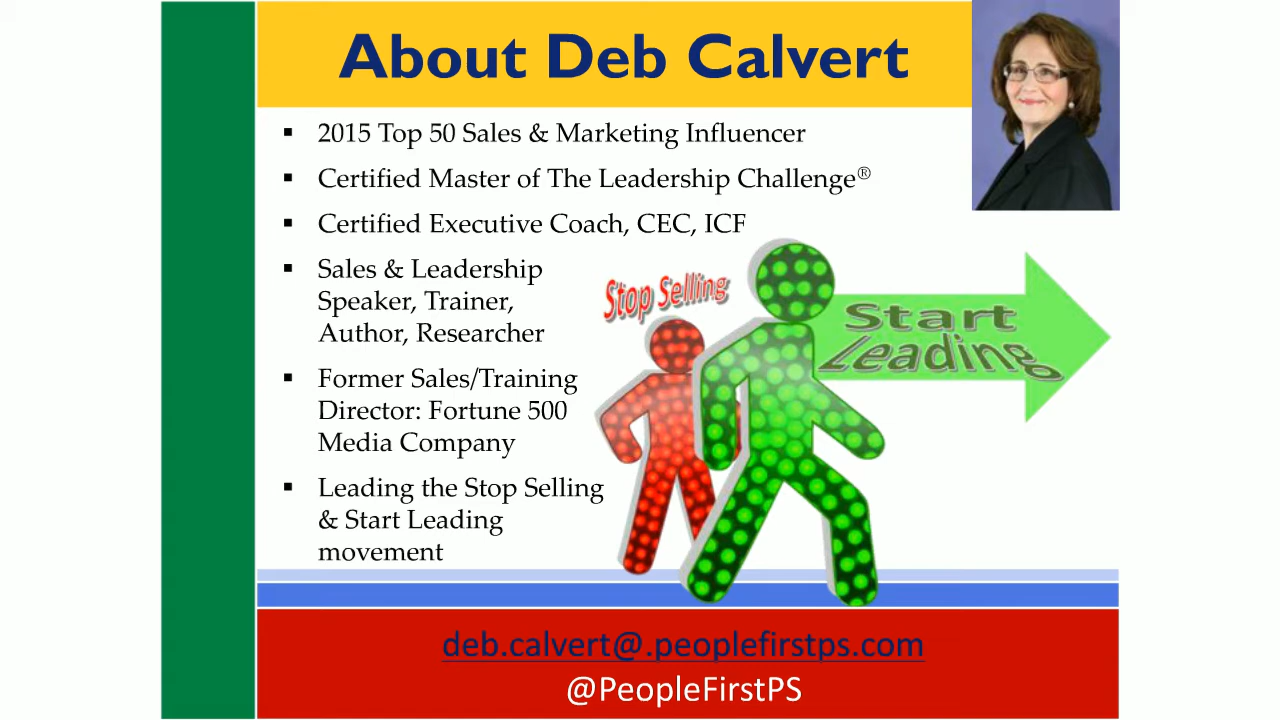 About Deb Calvert
▪ 2015 Top 50 Sales & Marketing Influencer
▪ Certified Master of The Leadership Challenge®
▪ Certified Executive Coach, CEC, ICF
▪ Sales & Leadership
Speaker, Trainer,
Author, Researcher
▪ Former Sales/Training
Director: Fortune 500
Media Company
▪ Leading the Stop Selling
& Start Leading
movement
Stop Selling
Start
Leading
deb.calvert@.peoplefirstps.com
@PeopleFirstPS